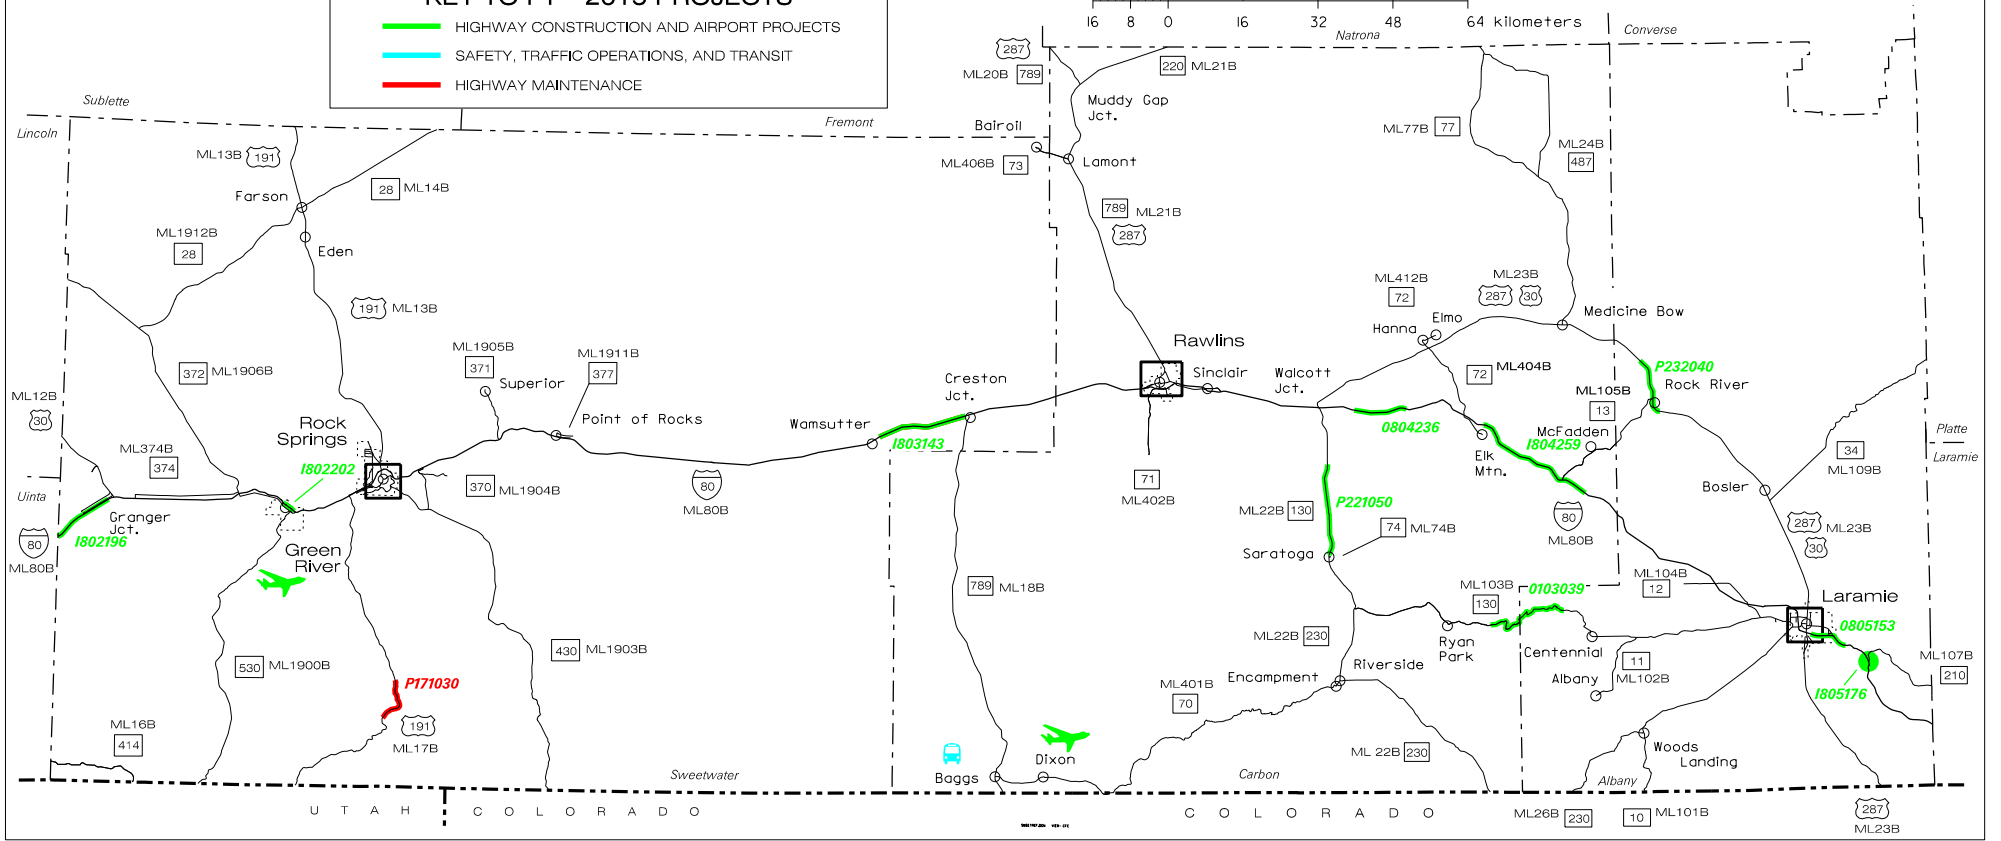 KEY TO FY - 2015 PROJECTS
HIGHWAY CONSTRUCTION AND AIRPORT PROJECTS
SAFETY, TRAFFIC OPERATIONS, AND TRANSIT
HIGHWAY MAINTENANCE
16 8 0 16 32 48 64 kilometers
Natrona
Converse
Sublette
Lincoln
Fremont
287
ML20B 789
220 ML21B
Muddy Gap
Jct.
Bairoil
ML406B 73
Lamont
ML77B 77
ML24B
487
ML13B 191
28 ML14B
Farson
ML1912B
28
Eden
789 ML21B
287
191 ML13B
ML412B
72
ML23B
287 30
Medicine Bow
Hanna
Elmo
Rawlins
Sinclair
Walcott
Jct.
P232040
Rock River
72 ML404B
ML105B
13
McFadden
372 ML1906B
ML1905B
371
Superior
ML1911B
377
Point of Rocks
Creston
Jct.
Wamsutter
I803143
0804236
I804259
Elk
Mtn.
ML12B
30
Rock
Springs
ML374B
374
I802202
Platte
Laramie
34
ML109B
Bosler
Uinta
Granger
Jct.
I802196
80
ML80B
370 ML1904B
80
ML80B
71
ML402B
ML22B 130
P221050
74 ML74B
Saratoga
80
ML80B
287 ML23B
30
Green
River
789 ML18B
ML103B
130
0103039
ML104B
12
Laramie
0805153
ML22B 230
Ryan
Park
Centennial
11
ML102B
Albany
I805176
ML107B
210
530 ML1900B
430 ML1903B
P171030
191
ML17B
ML16B
414
Riverside
Encampment
ML401B
70
Dixon
Baggs
ML 22B 230
Woods
Landing
Sweetwater
Carbon
Albany
UTAH
COLORADO
COLORADO
ML26B 230
10 ML101B
287
ML23B